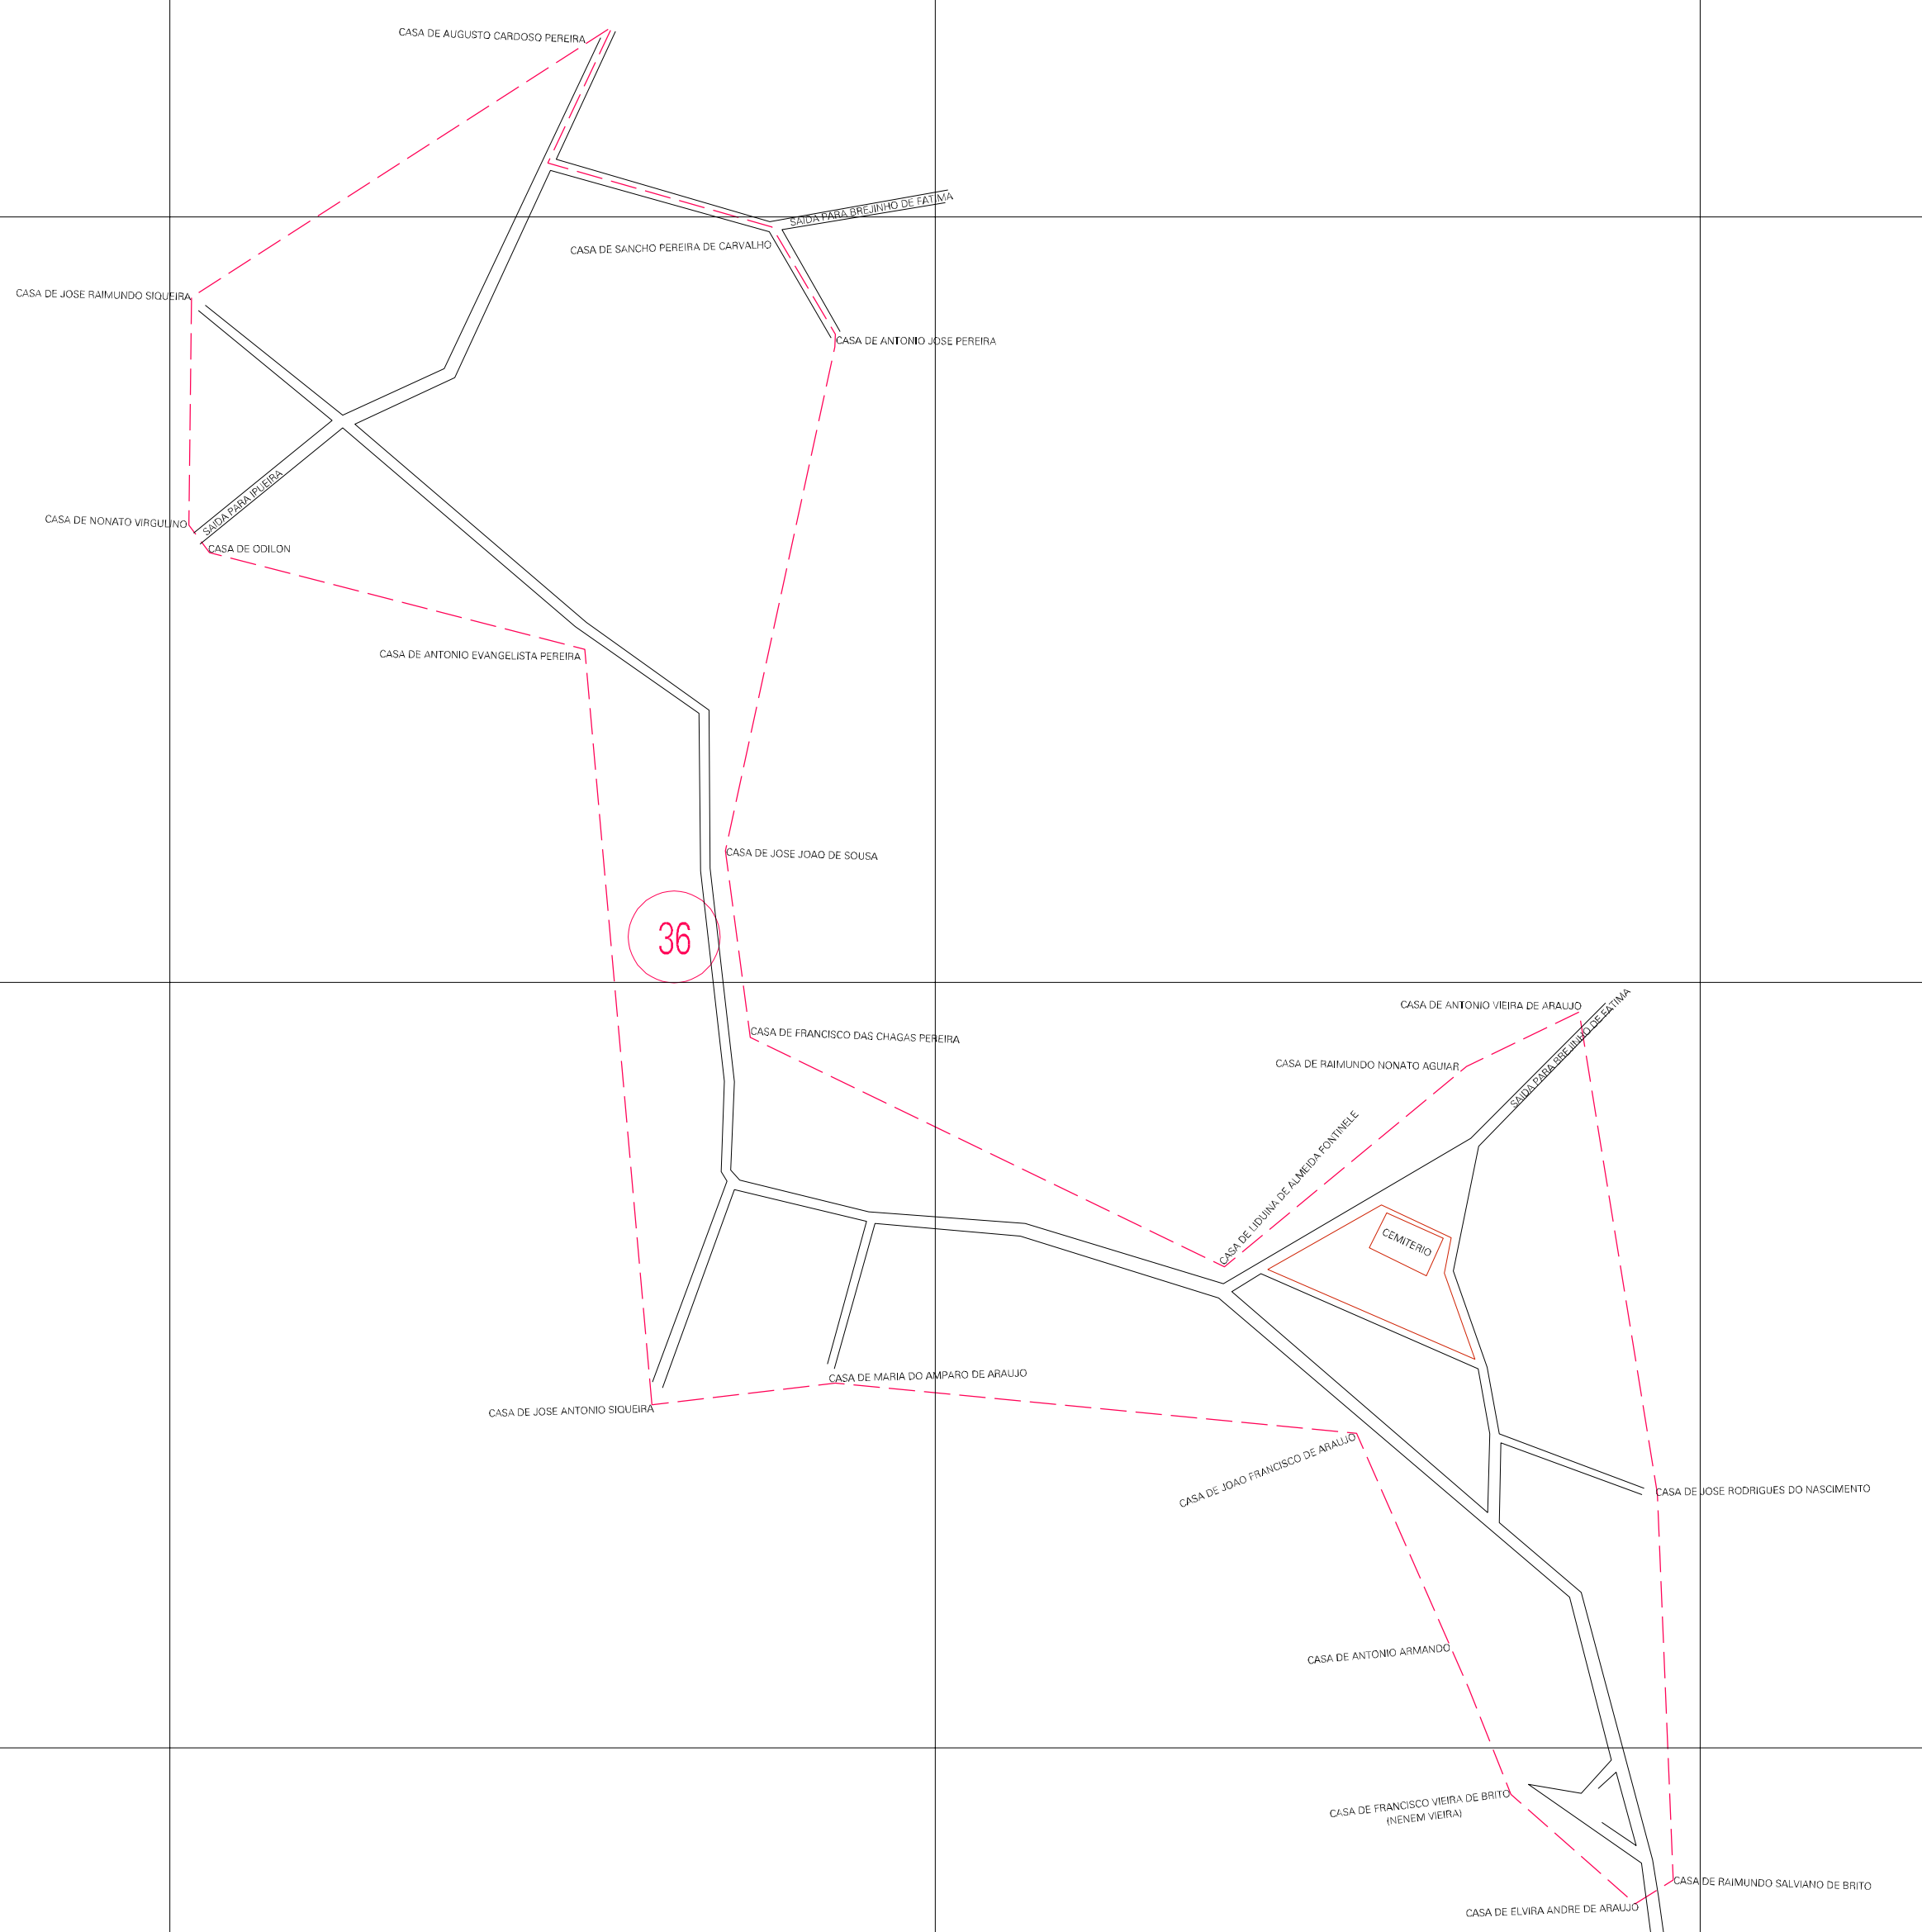 CASA DE AUGUSTO CARDOSO PEREIRA
SAIDA PARA BREJINHO DE FATIMA
CASA DE SANCHO PEREIRA DE CARVALHO
CASA DE JOSE RAIMUNDO SIQUEIRA
CASA DE ANTONIO JOSE PEREIRA
SAIDA PARA IPUEIRA
CASA DE NONATO VIRGULINO
CASA DE ODILON
CASA DE ANTONIO EVANGELISTA PEREIRA
CASA DE JOSE JOAO DE SOUSA
36
CASA DE FRANCISCO DAS CHAGAS PEREIRA
CASA DE ANTONIO VIEIRA DE ARAUJO
SAIDA PARA BREJINHO DE FATIMA
CASA DE RAIMUNDO NONATO AGUIAR
CASA DE LIDUINA DE ALMEIDA FONTINELE
CEMITERIO
CASA DE MARIA DO AMPARO DE ARAUJO
CASA DE JOSE ANTONIO SIQUEIRA
CASA DE JOAO FRANCISCO DE ARAUJO
CASA DE JOSE RODRIGUES DO NASCIMENTO
CASA DE ANTONIO ARMANDO
CASA DE FRANCISCO VIEIRA DE BRITO
(NENEM VIEIRA)
CASA DE RAIMUNDO SALVIANO DE BRITO
CASA DE ELVIRA ANDRE DE ARAUJO